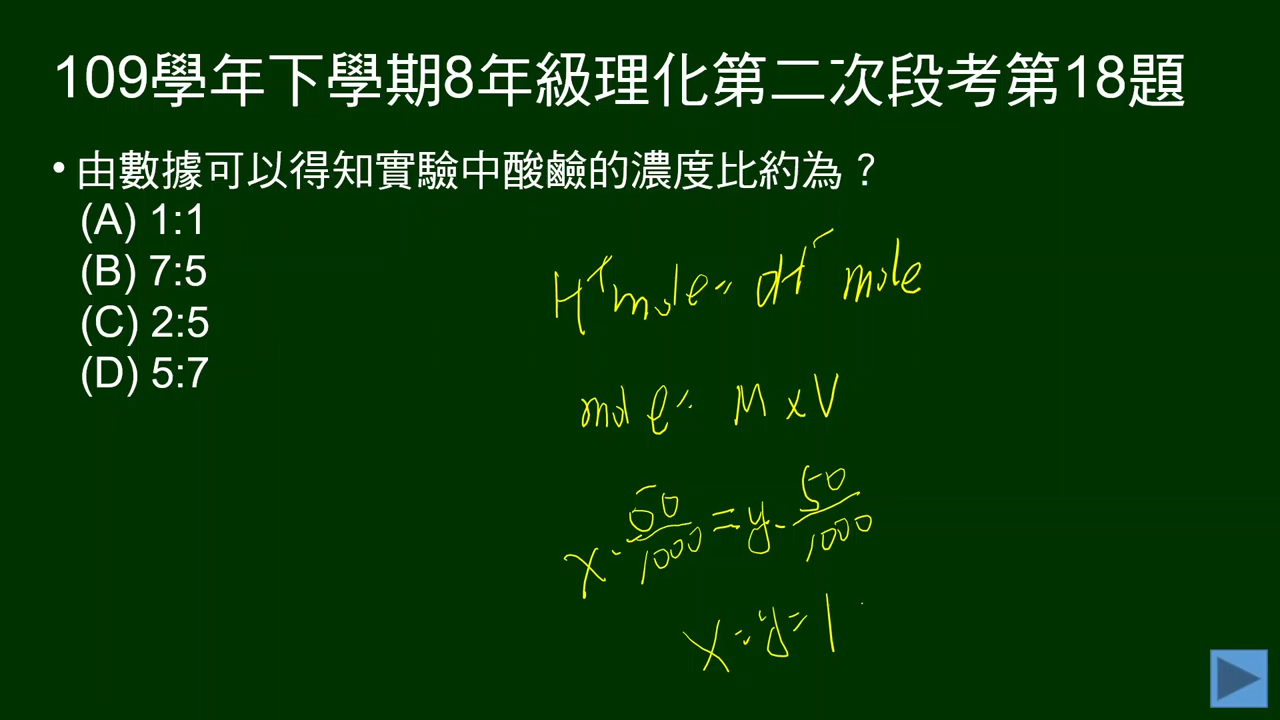 109學年下學期8年級理化第二次段考第18題
• 由數據可以得知實驗中酸鹼的濃度比約為？
(A) 1:1
(B) 7:5
(C) 2:5
(D) 5:7
H⁺mole = OH⁻ mole
mole = M × V
x · 50/1000 = y · 50/1000
x = y = 1